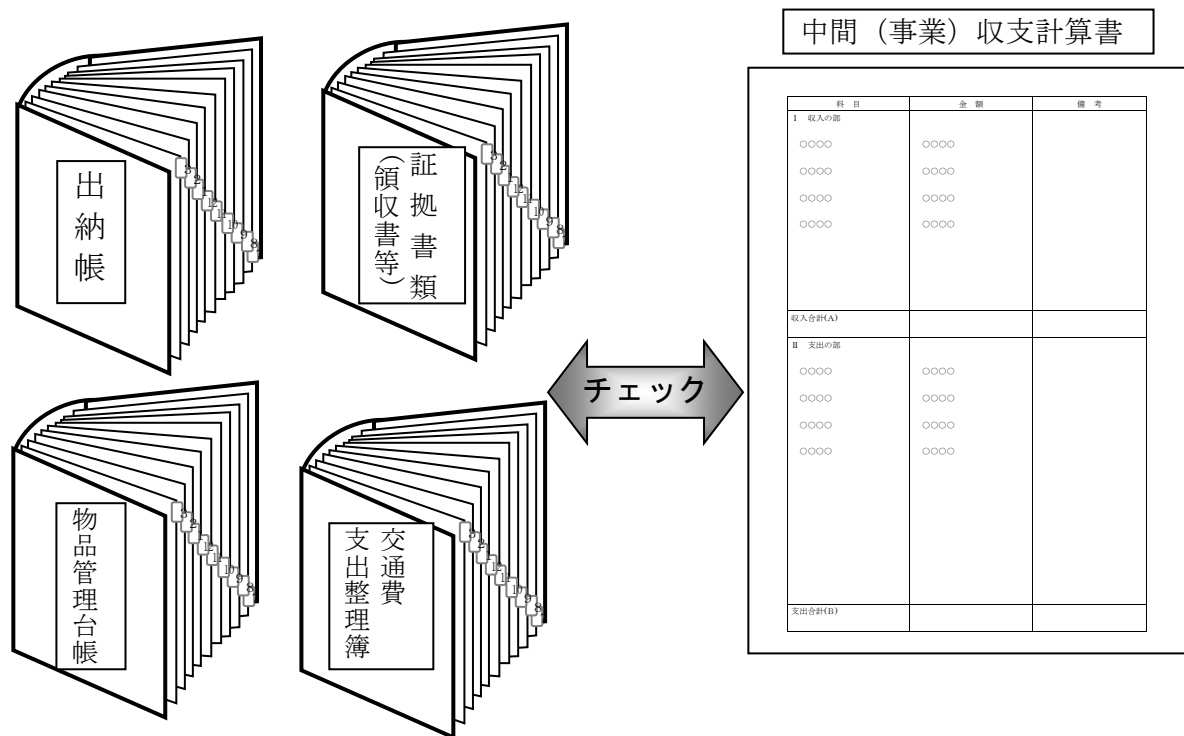 出納帳
証拠書類
（領収書等）
物品管理台帳
交通費
支出整理簿
チェック
中間（事業）収支計算書
科 目 金 額 備 考
Ⅰ 収入の部
○○○○ ○○○○
○○○○ ○○○○
○○○○ ○○○○
○○○○ ○○○○
収入合計(A)
Ⅱ 支出の部
○○○○ ○○○○
○○○○ ○○○○
○○○○ ○○○○
○○○○ ○○○○
支出合計(B)